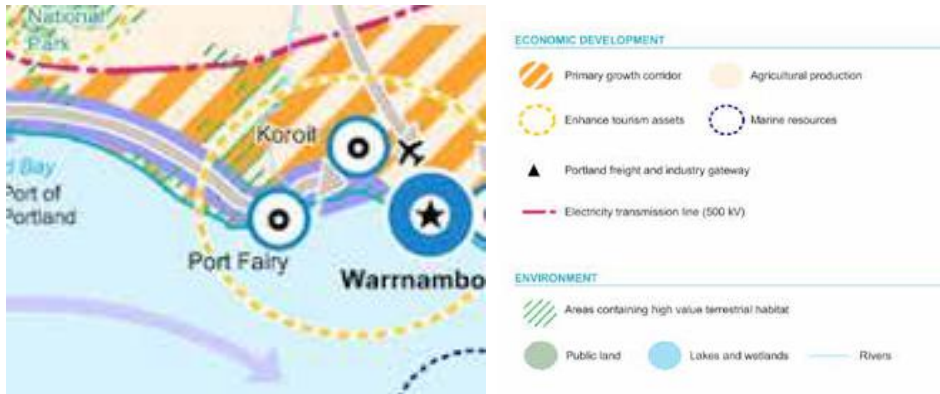 National
Park
Koroit
d Bay
Port of
Portland
Port Fairy
Warrnambo
ECONOMIC DEVELOPMENT
Primary growth corridor
Agricultural production
Enhance tourism assets
Marine resources
Portland freight and industry gateway
Electricity transmission line (500 kV)
ENVIRONMENT
Areas containing high value terrestrial habitat
Public land
Lakes and wetlands
Rivers